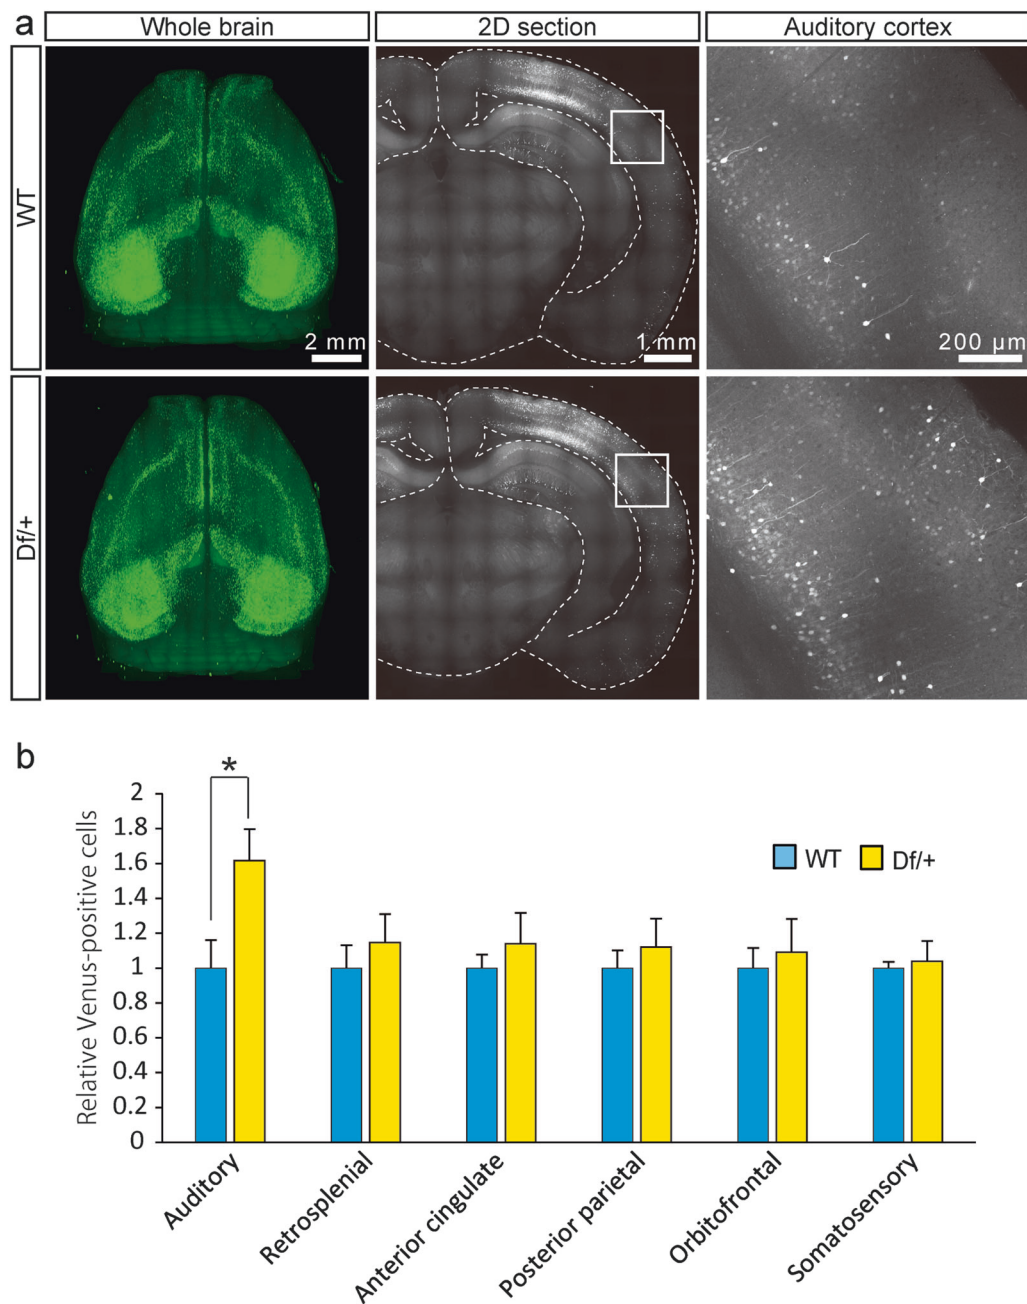 a
Whole brain
2D section
Auditory cortex
WT
2 mm
1 mm
200 µm
Df/+
b
*
Relative Venus-positive cells
2
1.8
1.6
1.4
1.2
1
0.8
0.6
0.4
0.2
0
WT
Df/+
Auditory
Retrosplenial
Anterior cingulate
Posterior parietal
Orbitofrontal
Somatosensory